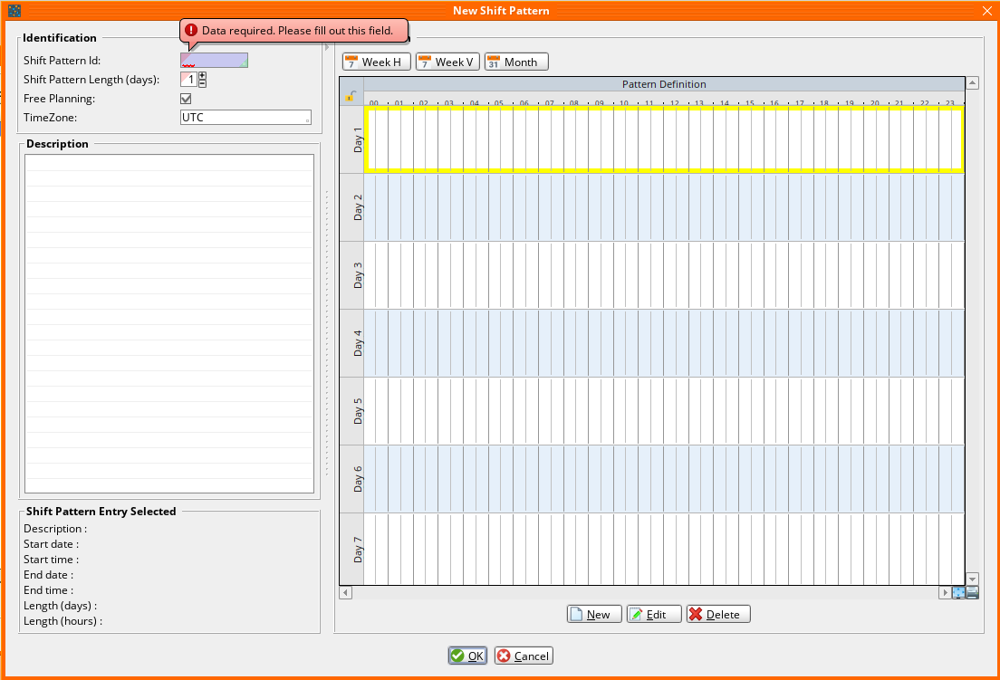 New Shift Pattern
Data required. Please fill out this field.
Identification
Shift Pattern Id:
Shift Pattern Length (days):
1
Free Planning:
TimeZone:
UTC
Description
Shift Pattern Entry Selected
Description :
Start date :
Start time :
End date :
End time :
Length (days) :
Length (hours) :
7 Week H
7 Week V
31 Month
Pattern Definition
00 01 02 03 04 05 06 07 08 09 10 11 12 13 14 15 16 17 18 19 20 21 22 23
Day 1
Day 2
Day 3
Day 4
Day 5
Day 6
Day 7
New
Edit
Delete
OK
Cancel